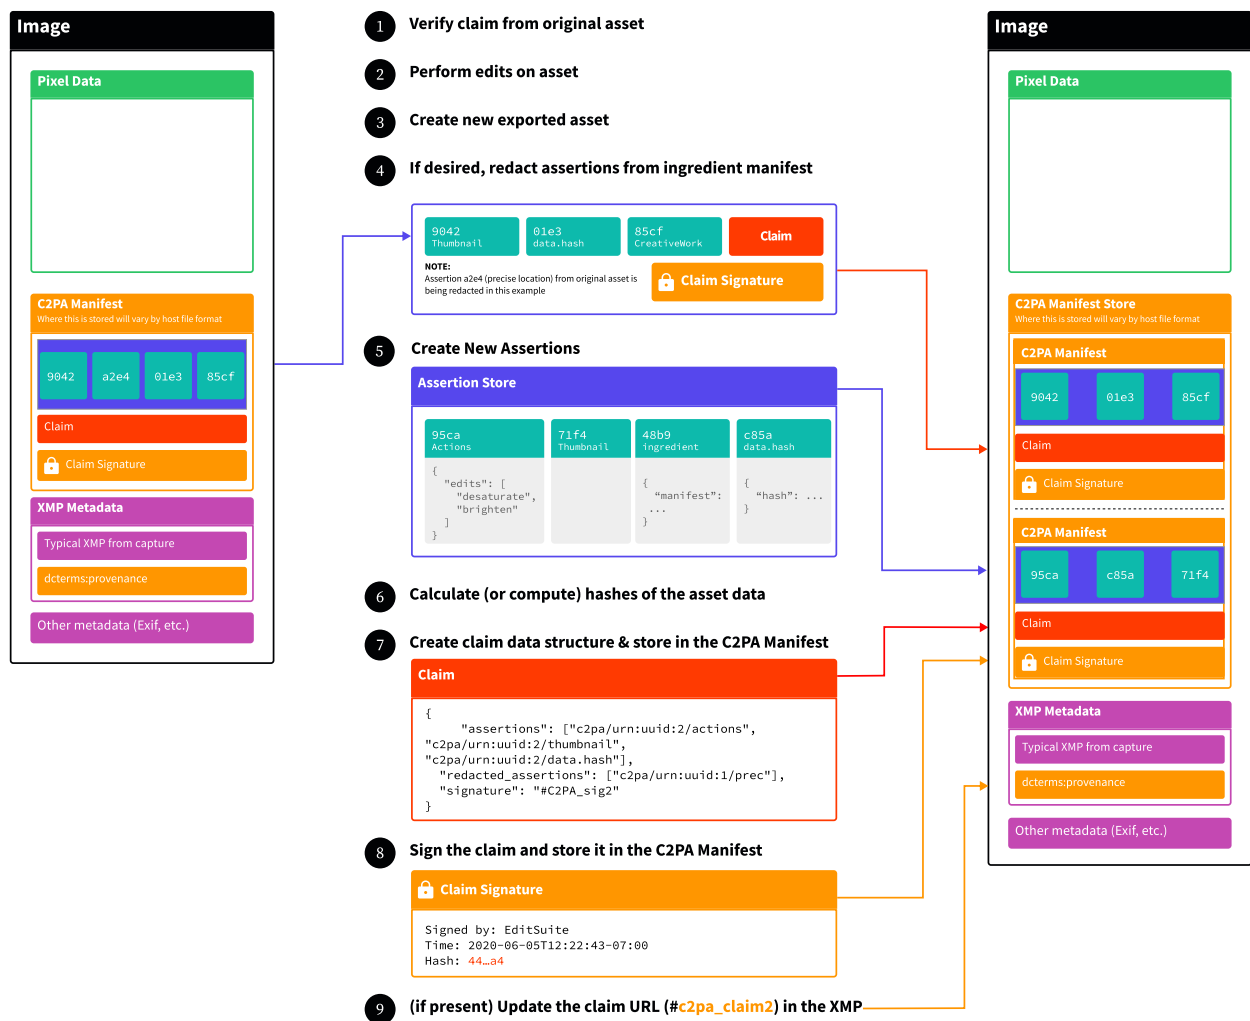 Image
Pixel Data
C2PA Manifest
Where this is stored will vary by host file format
9042
a2e4
01e3
85cf
Claim
Claim Signature
XMP Metadata
Typical XMP from capture
dcterms:provenance
Other metadata (Exif, etc.)
1 Verify claim from original asset
2 Perform edits on asset
3 Create new exported asset
4 If desired, redact assertions from ingredient manifest
9042
Thumbnail
01e3
data.hash
85cf
CreativeWork
Claim
NOTE:
Assertion a2e4 (precise location) from original asset is
being redacted in this example
Claim Signature
5 Create New Assertions
Assertion Store
95ca
Actions
{
"edits": [
"desaturate",
"brighten"
]
}
71f4
Thumbnail
48b9
ingredient
{
“manifest”:
...
}
c85a
data.hash
{
“hash”: ...
}
6 Calculate (or compute) hashes of the asset data
7 Create claim data structure & store in the C2PA Manifest
Claim
{
"assertions": ["c2pa/urn:uuid:2/actions",
"c2pa/urn:uuid:2/thumbnail",
"c2pa/urn:uuid:2/data.hash"],
"redacted_assertions": ["c2pa/urn:uuid:1/prec"],
"signature": "#C2PA_sig2"
}
8 Sign the claim and store it in the C2PA Manifest
Claim Signature
Signed by: EditSuite
Time: 2020-06-05T12:22:43-07:00
Hash: 44…a4
9 (if present) Update the claim URL (#c2pa_claim2) in the XMP
Image
Pixel Data
C2PA Manifest Store
Where this is stored will vary by host file format
C2PA Manifest
9042
01e3
85cf
Claim
Claim Signature
C2PA Manifest
95ca
c85a
71f4
Claim
Claim Signature
XMP Metadata
Typical XMP from capture
dcterms:provenance
Other metadata (Exif, etc.)